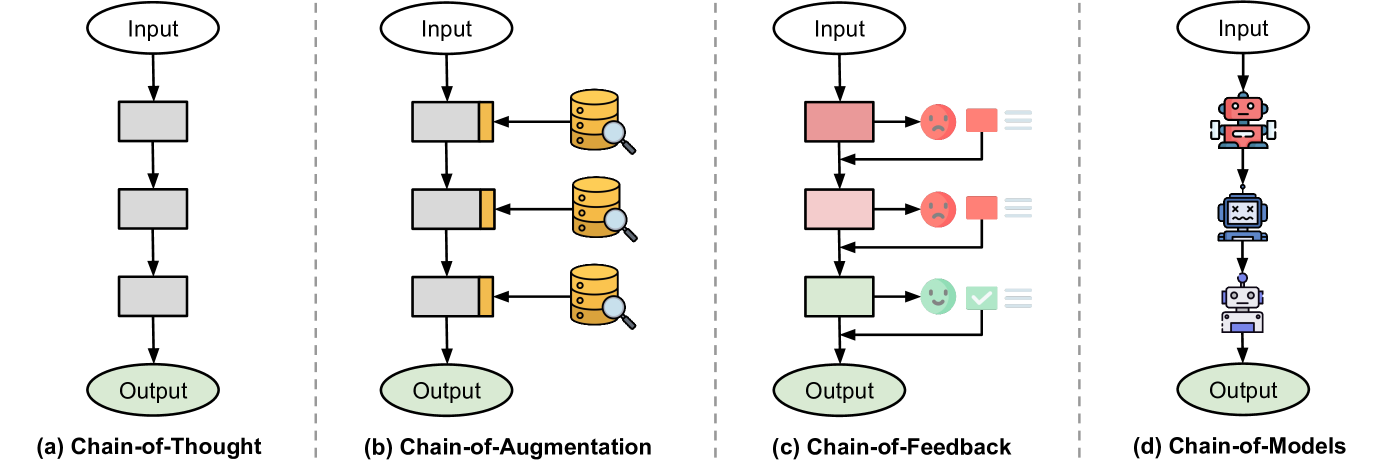 Input
Output
(a) Chain-of-Thought
Input
Output
(b) Chain-of-Augmentation
Input
Output
(c) Chain-of-Feedback
Input
Output
(d) Chain-of-Models